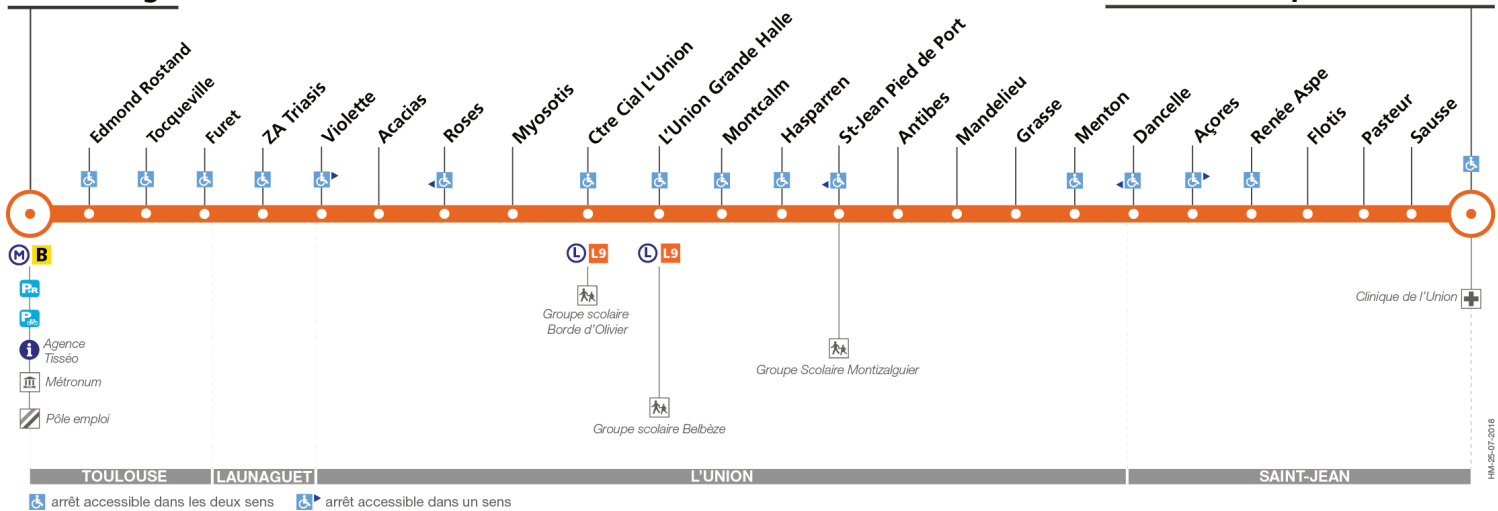 Edmond Rostand
Tocqueville
Furet
ZA Triasis
Violette
Acacias
Roses
Myosotis
Ctre Cial L'Union
L'Union Grande Halle
Montcalm
Hasparren
St-Jean Pied de Port
Antibes
Mandelieu
Grasse
Menton
Dancelle
Açores
Renée Aspe
Flotis
Pasteur
Sausse
M B
P+R
P
i Agence
Tisséo
Métronum
Pôle emploi
L L9
Groupe scolaire
Borde d'Olivier
L L9
Groupe scolaire Belbèze
Groupe Scolaire Montizalguier
Clinique de l'Union
TOULOUSE
LAUNAGUET
L'UNION
SAINT-JEAN
arrêt accessible dans les deux sens
arrêt accessible dans un sens
HM-25-07-2018